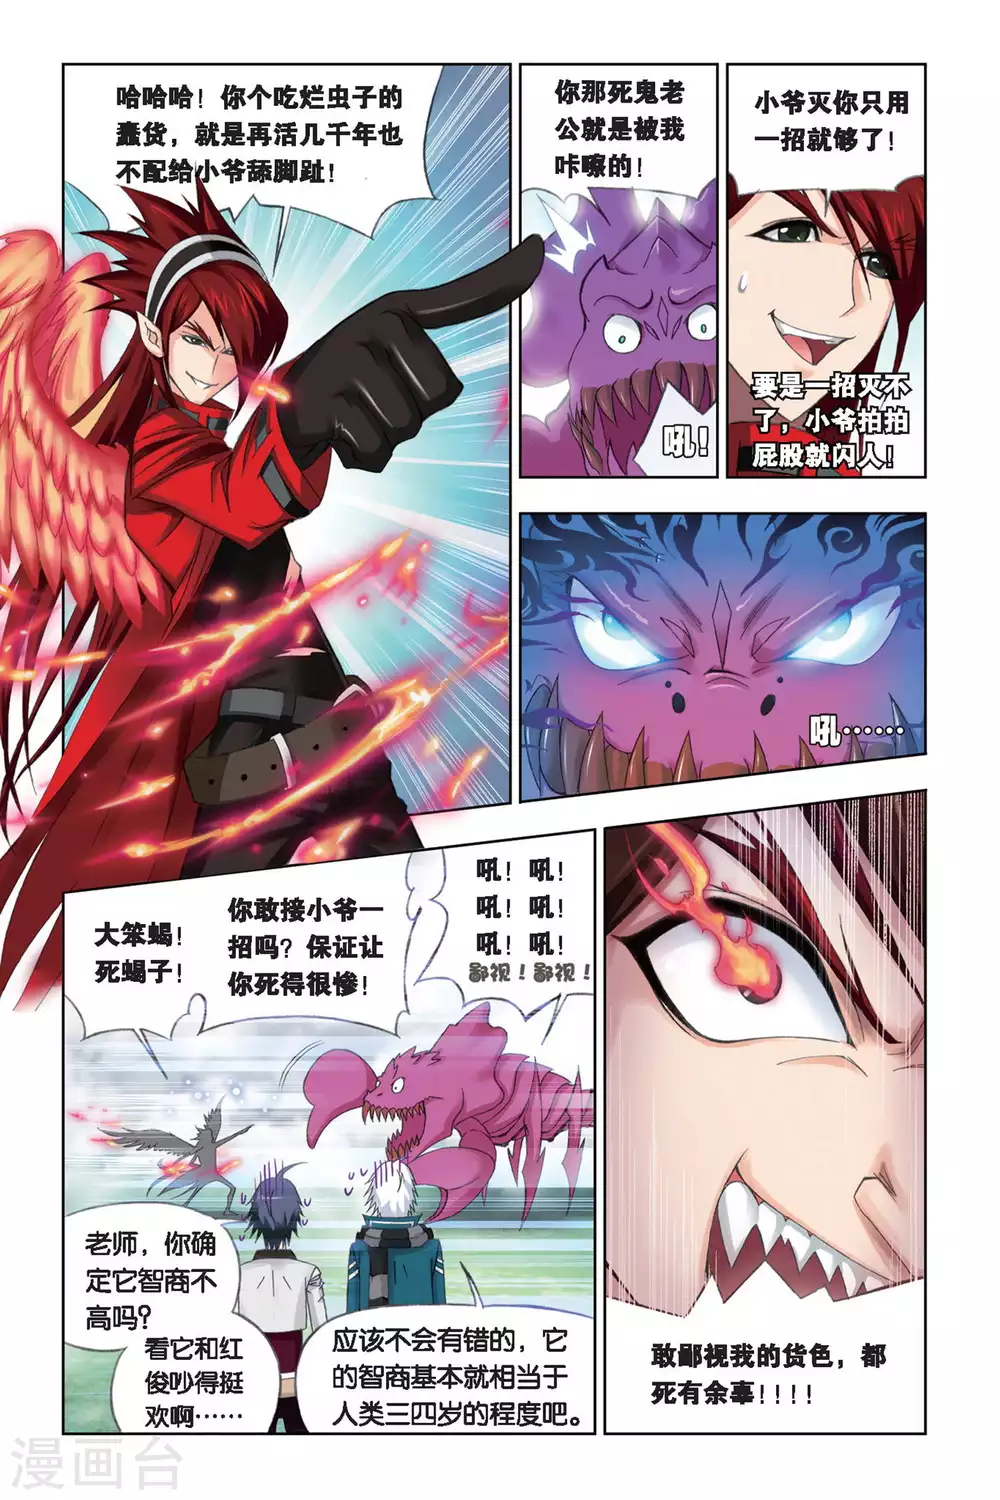 哈哈哈！你个吃烂虫子的
蠢货，就是再活几千年也
不配给小爷舔脚趾！
你那死鬼老
公就是被我
咔嚓的！
吼！
小爷灭你只用
一招就够了！
要是一招灭不
了，小爷拍拍
屁股就闪人！
吼……
大笨蝎！
死蝎子！
你敢接小爷一
招吗？保证让
你死得很惨！
吼！吼！
吼！吼！
吼！吼！
鄙视！鄙视！
老师，你确
定它智商不
高吗？
看它和红
俊吵得挺
欢啊……
应该不会有错的，它
的智商基本就相当于
人类三四岁的程度吧。
敢鄙视我的货色，都
死有余辜！！！！
漫画台